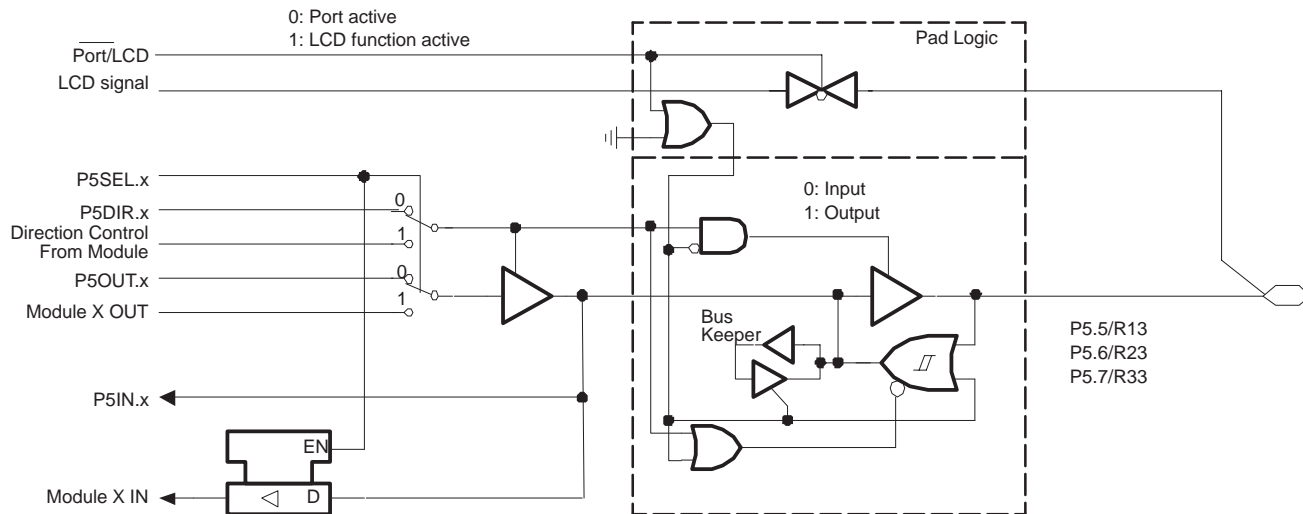 0: Port active
1: LCD function active
Port/LCD
LCD signal
Pad Logic
P5SEL.x
P5DIR.x
0
Direction Control
From Module
1
P5OUT.x
0
Module X OUT
1
0: Input
1: Output
Bus
Keeper
P5.5/R13
P5.6/R23
P5.7/R33
P5IN.x
EN
Module X IN
D